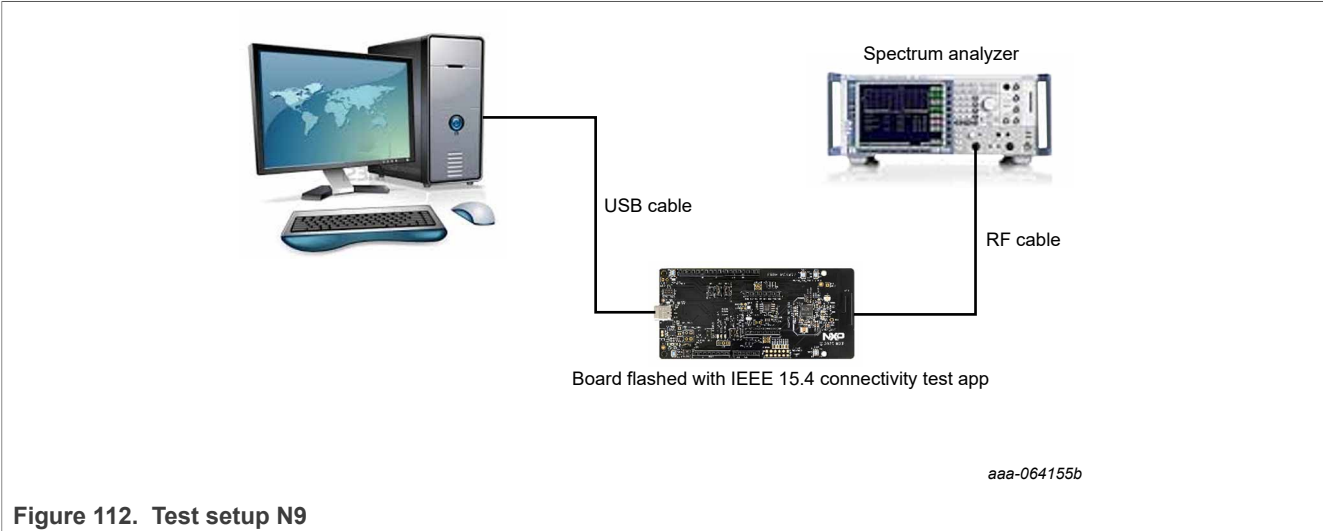 Spectrum analyzer
USB cable
RF cable
NXP
Board flashed with IEEE 15.4 connectivity test app
aaa-064155b
Figure 112. Test setup N9